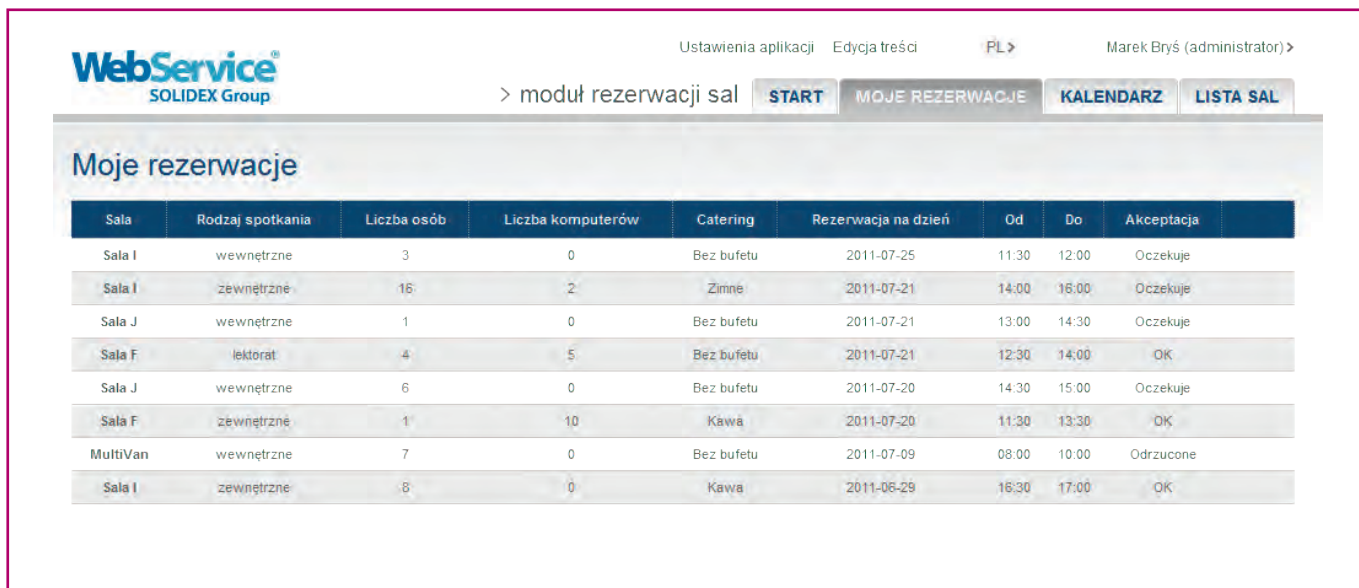 Ustawienia aplikacji Edycja treści PL> Marek Bryś (administrator)>
WebService®
SOLIDEX Group
> moduł rezerwacji sal START MOJE REZERWACJE KALENDARZ LISTA SAL
Moje rezerwacje
Sala Rodzaj spotkania Liczba osób Liczba komputerów Catering Rezerwacja na dzień Od Do Akceptacja
Sala I wewnętrzne 3 0 Bez bufetu 2011-07-25 11:30 12:00 Oczekuje
Sala I zewnętrzne 16 2 Zimne 2011-07-21 14:00 16:00 Oczekuje
Sala J wewnętrzne 1 0 Bez bufetu 2011-07-21 13:00 14:30 Oczekuje
Sala F lektorat 4 5 Bez bufetu 2011-07-21 12:30 14:00 OK
Sala J wewnętrzne 6 0 Bez bufetu 2011-07-20 14:30 15:00 Oczekuje
Sala F zewnętrzne 1 10 Kawa 2011-07-20 11:30 13:30 OK
MultiVan wewnętrzne 7 0 Bez bufetu 2011-07-09 08:00 10:00 Odrzucone
Sala I zewnętrzne 8 0 Kawa 2011-06-29 16:30 17:00 OK